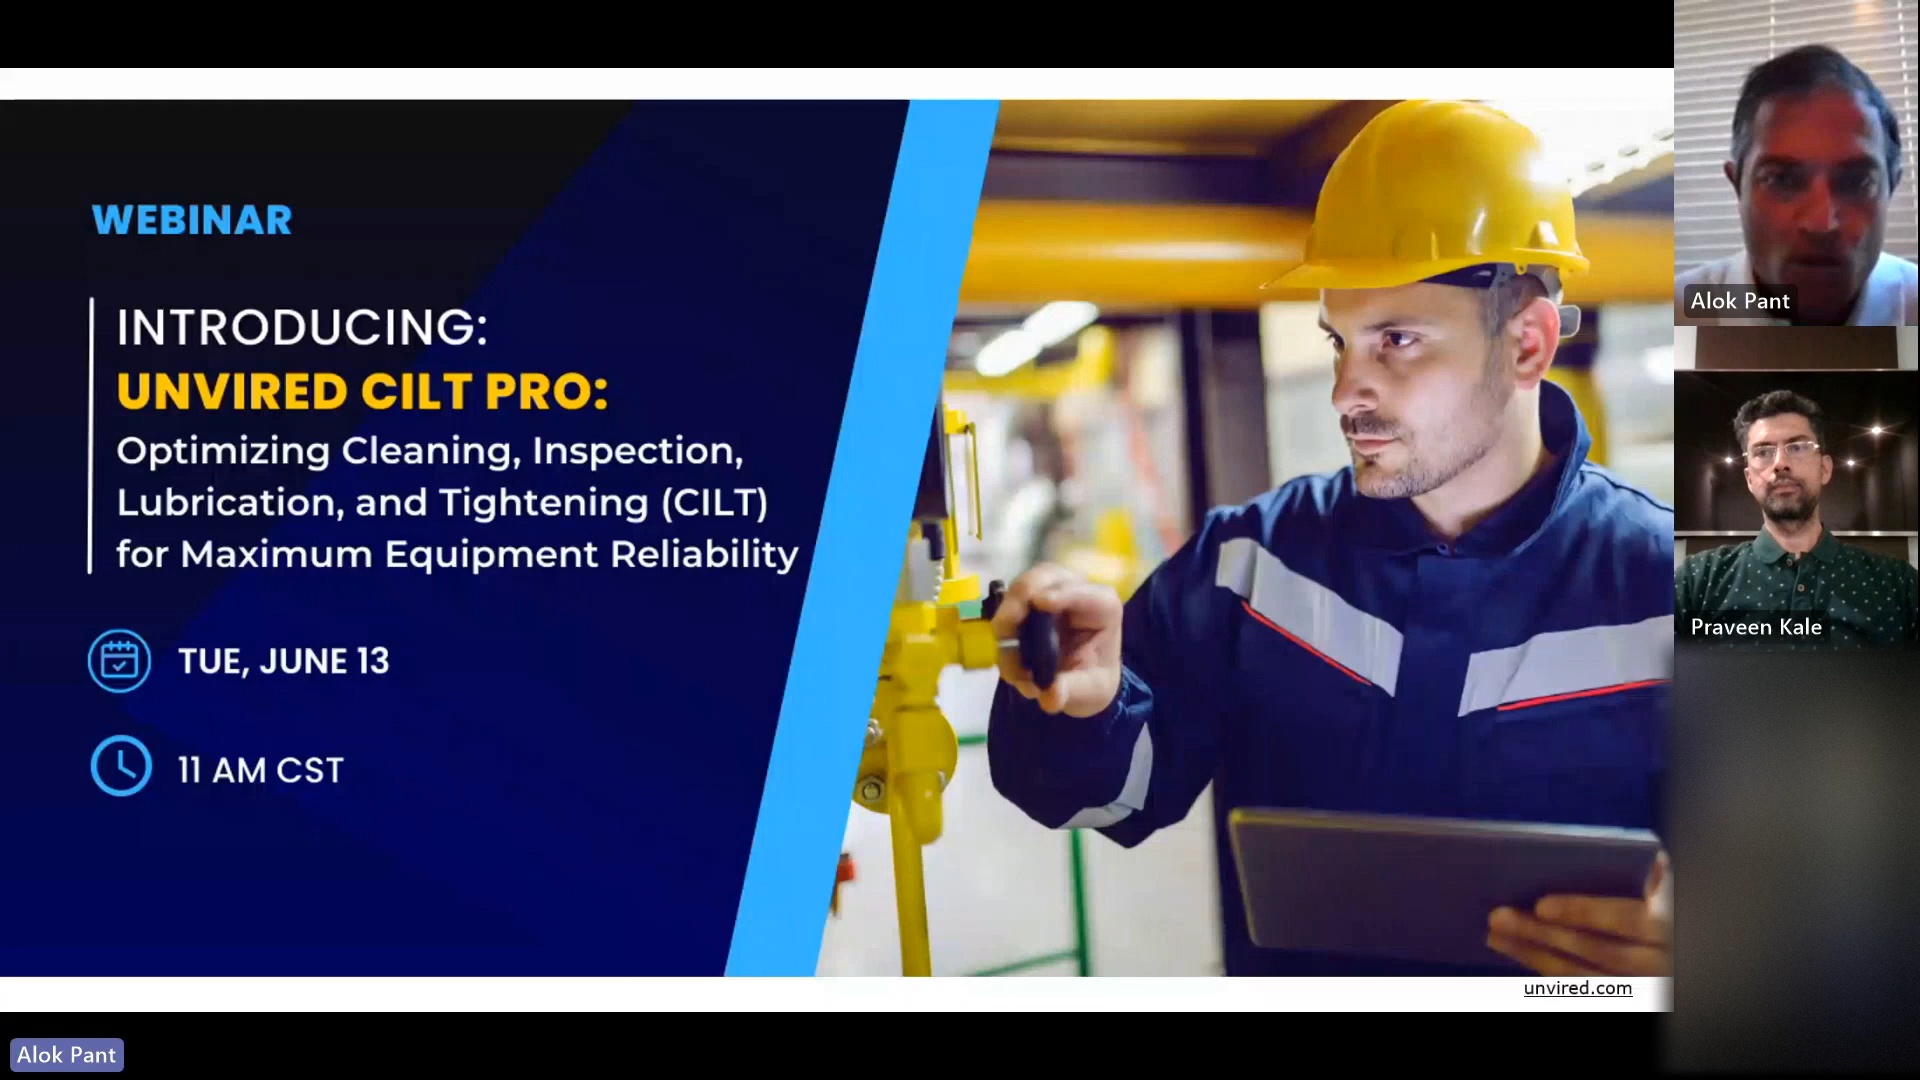 WEBINAR
INTRODUCING:
UNVIRED CILT PRO:
Optimizing Cleaning, Inspection,
Lubrication, and Tightening (CILT)
for Maximum Equipment Reliability
TUE, JUNE 13
11 AM CST
unvired.com
Alok Pant
Praveen Kale
Alok Pant